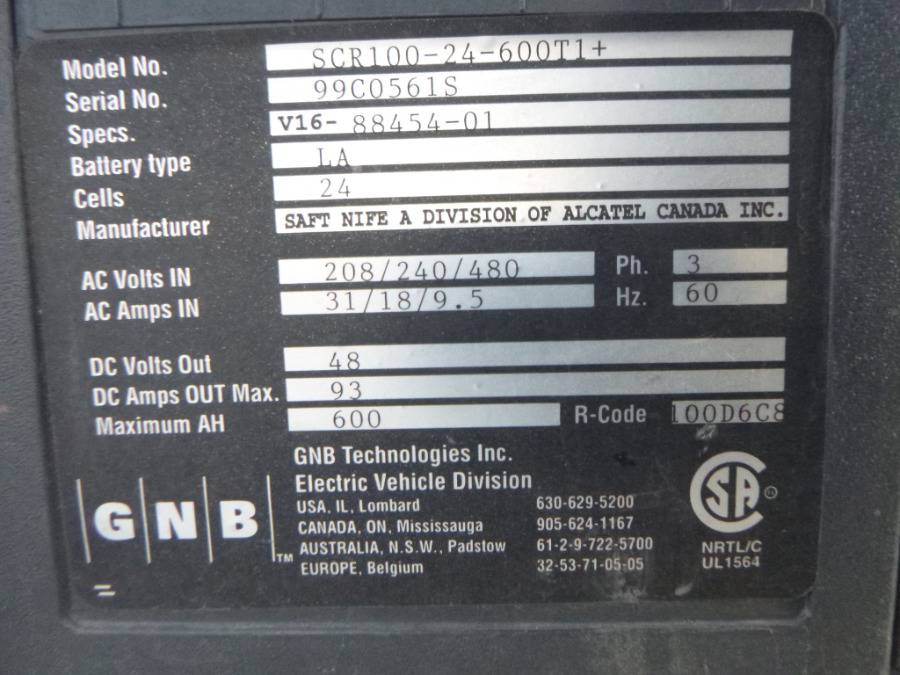 Model No. SCR100-24-600T1+
Serial No. 99C0561S
Specs. V16- 88454-01
Battery type LA
Cells 24
Manufacturer SAFT NIFE A DIVISION OF ALCATEL CANADA INC.
AC Volts IN 208/240/480 Ph. 3
AC Amps IN 31/18/9.5 Hz. 60
DC Volts Out 48
DC Amps OUT Max. 93
Maximum AH 600 R-Code 100D6C8
GNB Technologies Inc.
Electric Vehicle Division
USA, IL, Lombard 630-629-5200
CANADA, ON, Mississauga 905-624-1167
AUSTRALIA, N.S.W., Padstow 61-2-9-722-5700
EUROPE, Belgium 32-53-71-05-05
GNB TM
SA
NRTL/C
UL1564